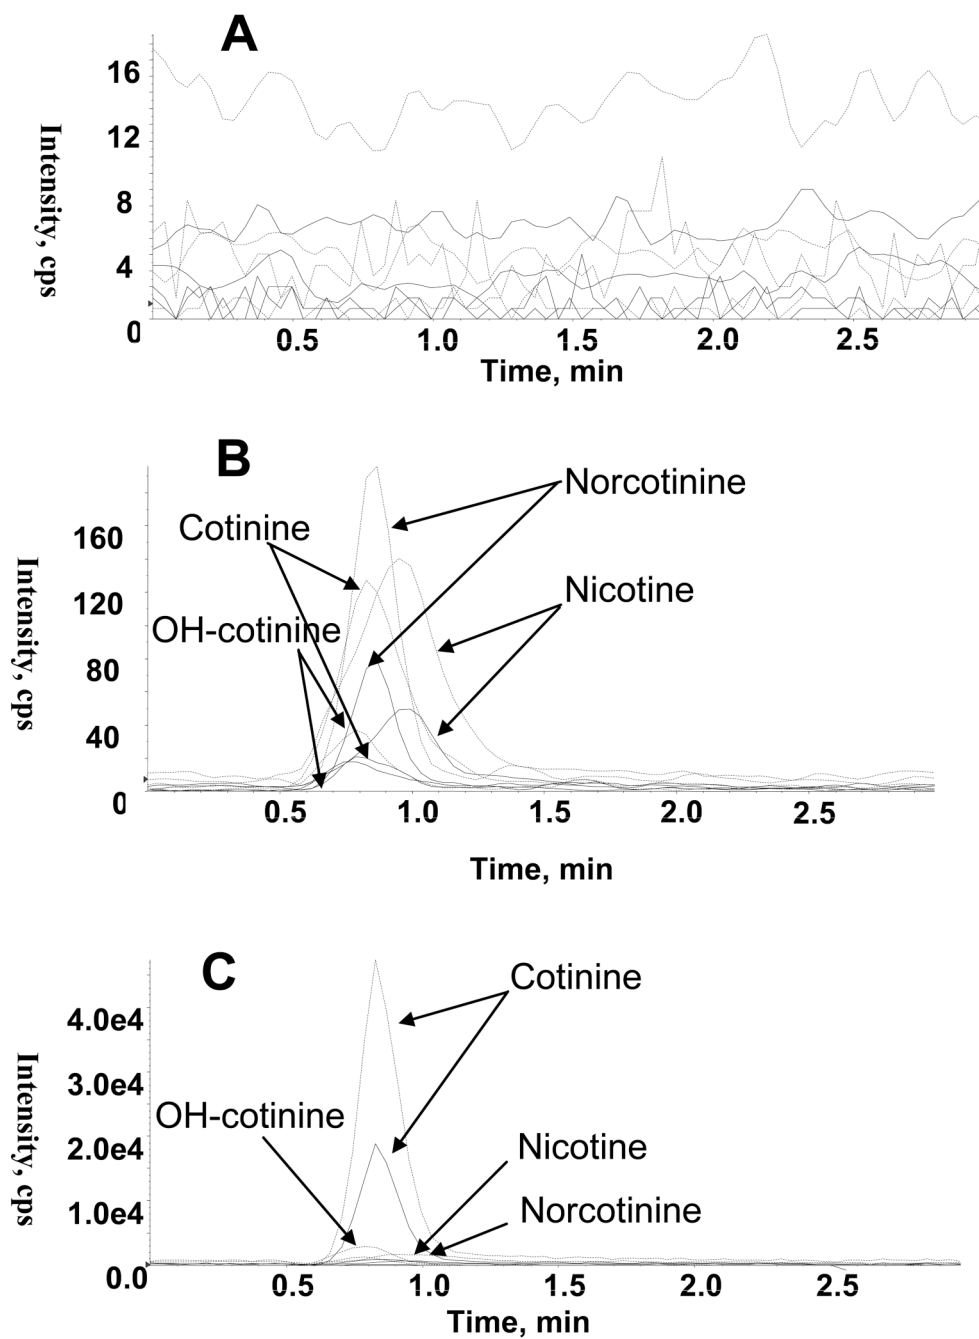 A
Intensity, cps
16
12
8
4
0
0.5 1.0 1.5 2.0 2.5
Time, min
B
Norcotinine
Cotinine
Nicotine
OH-cotinine
Intensity, cps
160
120
80
40
0
0.5 1.0 1.5 2.0 2.5
Time, min
C
Cotinine
OH-cotinine
Nicotine
Norcotinine
Intensity, cps
4.0e4
3.0e4
2.0e4
1.0e4
0.0
0.5 1.0 1.5 2.0 2.5
Time, min